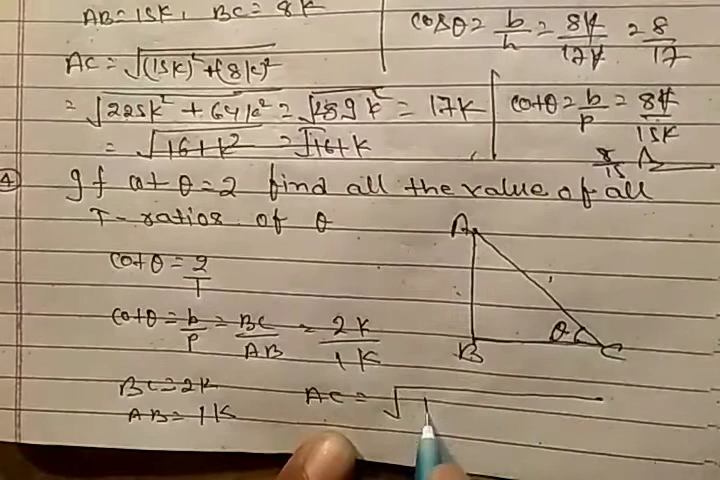 AB = 15K, BC = 8K
cosθ = b/h = 8K/17K = 8/17
AC = √(15K)² + (8K)²
= √225K² + 64K² = √289K² = 17K
cotθ = b/p = 8K/15K
= √16+K² = √16+K
8/15 A
④ If cot θ = 2 find all the value of all
T-ratios of θ
cotθ = 2/1
cotθ = b/p = BC/AB = 2K/1K
A
B
θ
C
BC = 2K
AB = 1K
AC = √